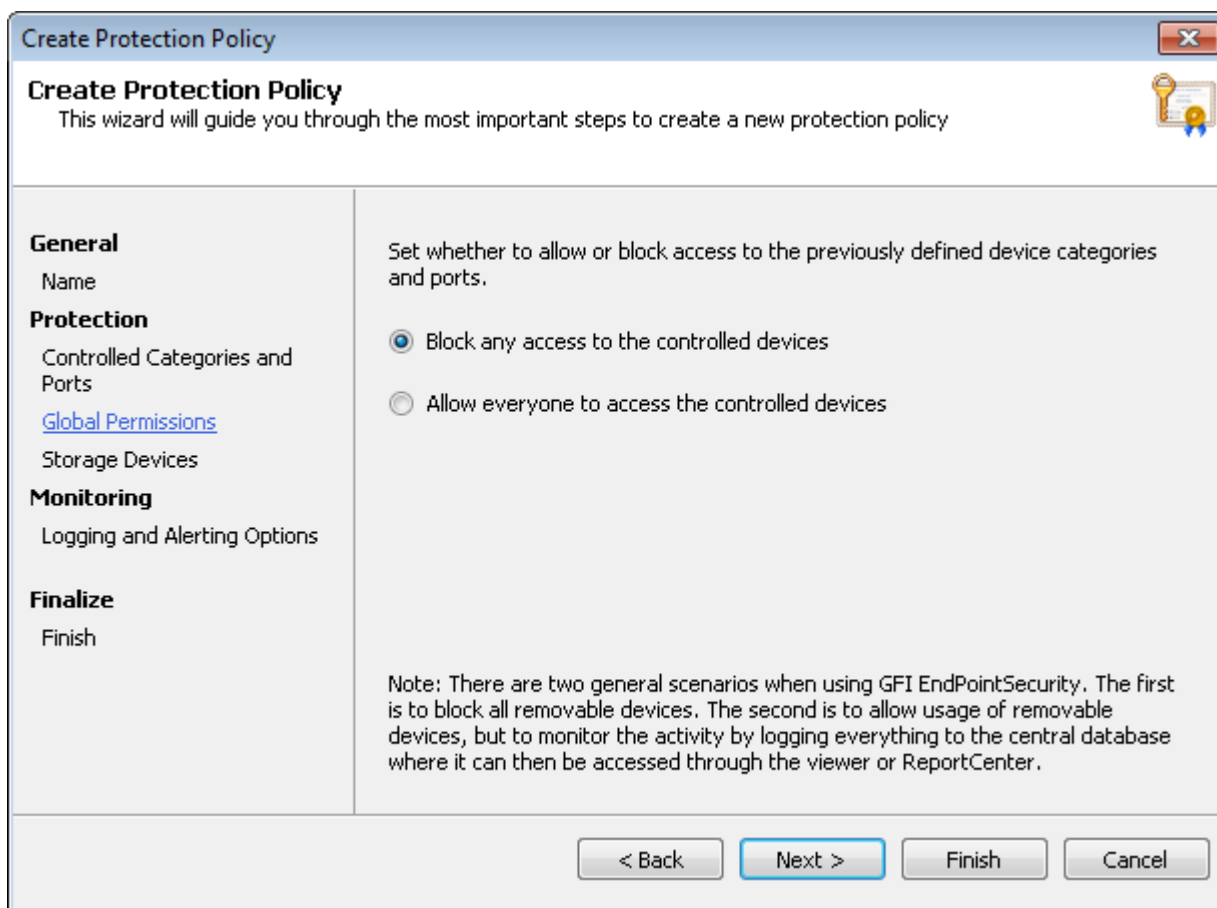 Create Protection Policy
Create Protection Policy
This wizard will guide you through the most important steps to create a new protection policy
General
Name
Protection
Controlled Categories and
Ports
Global Permissions
Storage Devices
Monitoring
Logging and Alerting Options
Finalize
Finish
Set whether to allow or block access to the previously defined device categories
and ports.
Block any access to the controlled devices
Allow everyone to access the controlled devices
Note: There are two general scenarios when using GFI EndPointSecurity. The first
is to block all removable devices. The second is to allow usage of removable
devices, but to monitor the activity by logging everything to the central database
where it can then be accessed through the viewer or ReportCenter.
< Back
Next >
Finish
Cancel